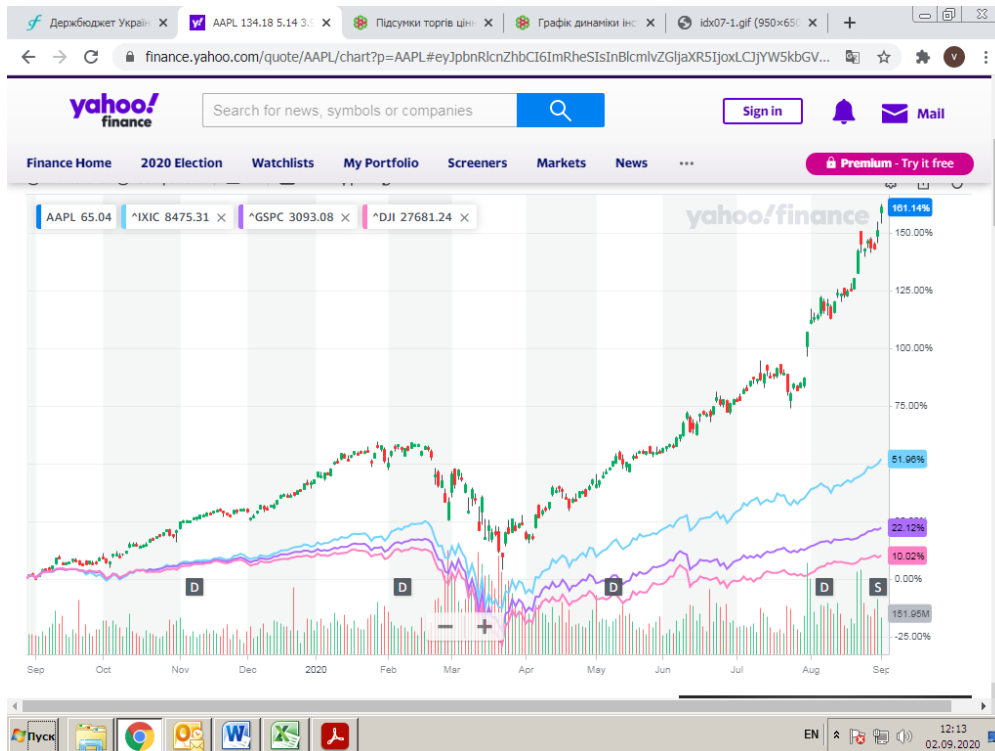 Держбюджет Украін
AAPL 134.18 5.14 3.9
Підсумки торгів цінн
Графік динаміки інс
idx07-1.gif (950×650
finance.yahoo.com/quote/AAPL/chart?p=AAPL#eyJpbnRlcnZhbCI6ImRheSIsInBlcmlvZGljaXR5IjoxLCJjYW5kbGV...
v
yahoo!
finance
Search for news, symbols or companies
Sign in
Mail
Finance Home 2020 Election Watchlists My Portfolio Screeners Markets News ...
Premium - Try it free
AAPL 65.04 ^IXIC 8475.31 ^GSPC 3093.08 ^DJI 27681.24
yahoo!finance
161.14%
150.00%
125.00%
100.00%
75.00%
51.96%
22.12%
10.02%
0.00%
D D D D S
151.95M
-25.00%
Sep Oct Nov Dec 2020 Feb Mar Apr May Jun Jul Aug Sep
Пуск
EN
12:13
02.09.2020